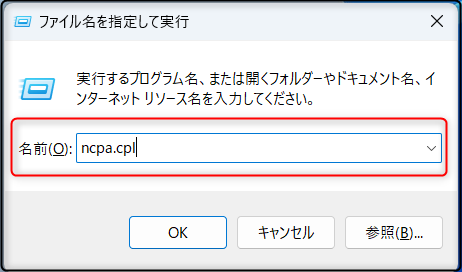 ファイル名を指定して実行
実行するプログラム名、または開くフォルダーやドキュメント名、イ
ンターネット リソース名を入力してください。
名前(O): ncpa.cpl
OK キャンセル 参照(B)...